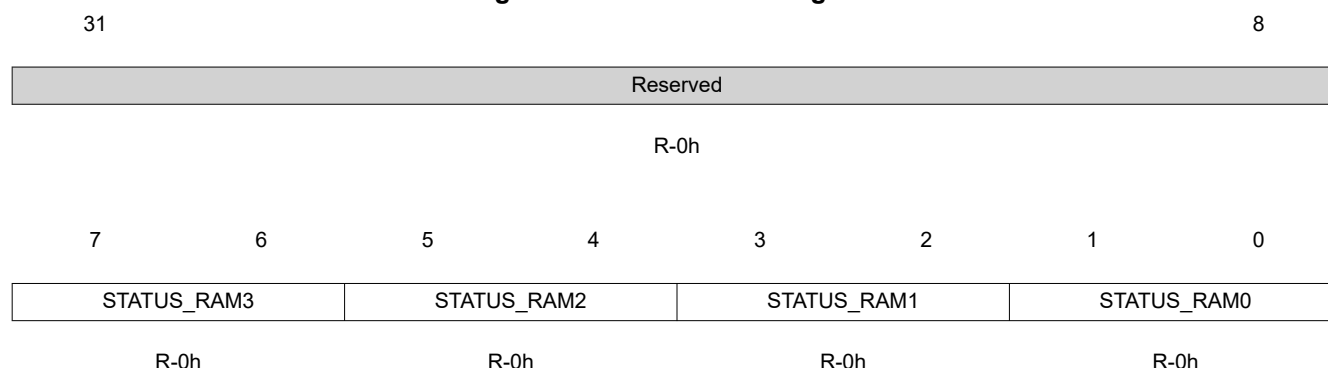 31 8
Reserved
R-0h
7 6 5 4 3 2 1 0
STATUS_RAM3 STATUS_RAM2 STATUS_RAM1 STATUS_RAM0
R-0h R-0h R-0h R-0h